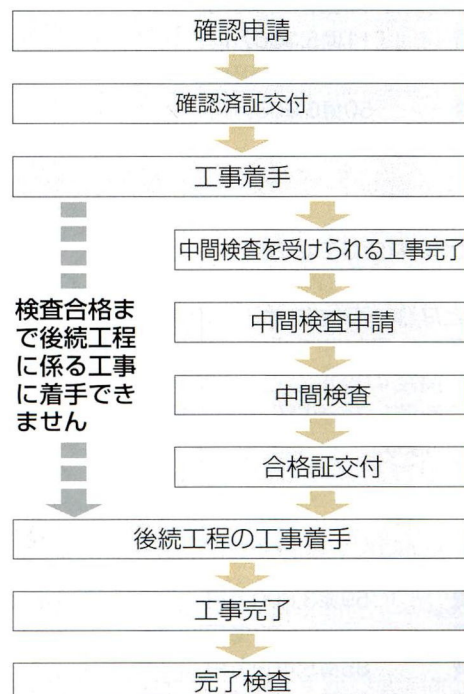 確認申請
確認済証交付
工事着手
中間検査を受けられる工事完了
中間検査申請
中間検査
合格証交付
検査合格ま
で後続工程
に係る工事
に着手でき
ません
後続工程の工事着手
工事完了
完了検査